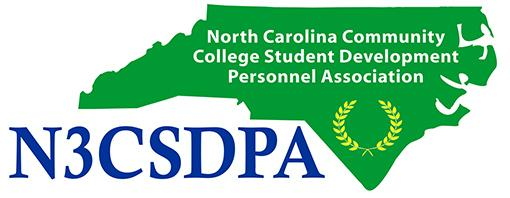 North Carolina Community
College Student Development
Personnel Association
N3CSDPA